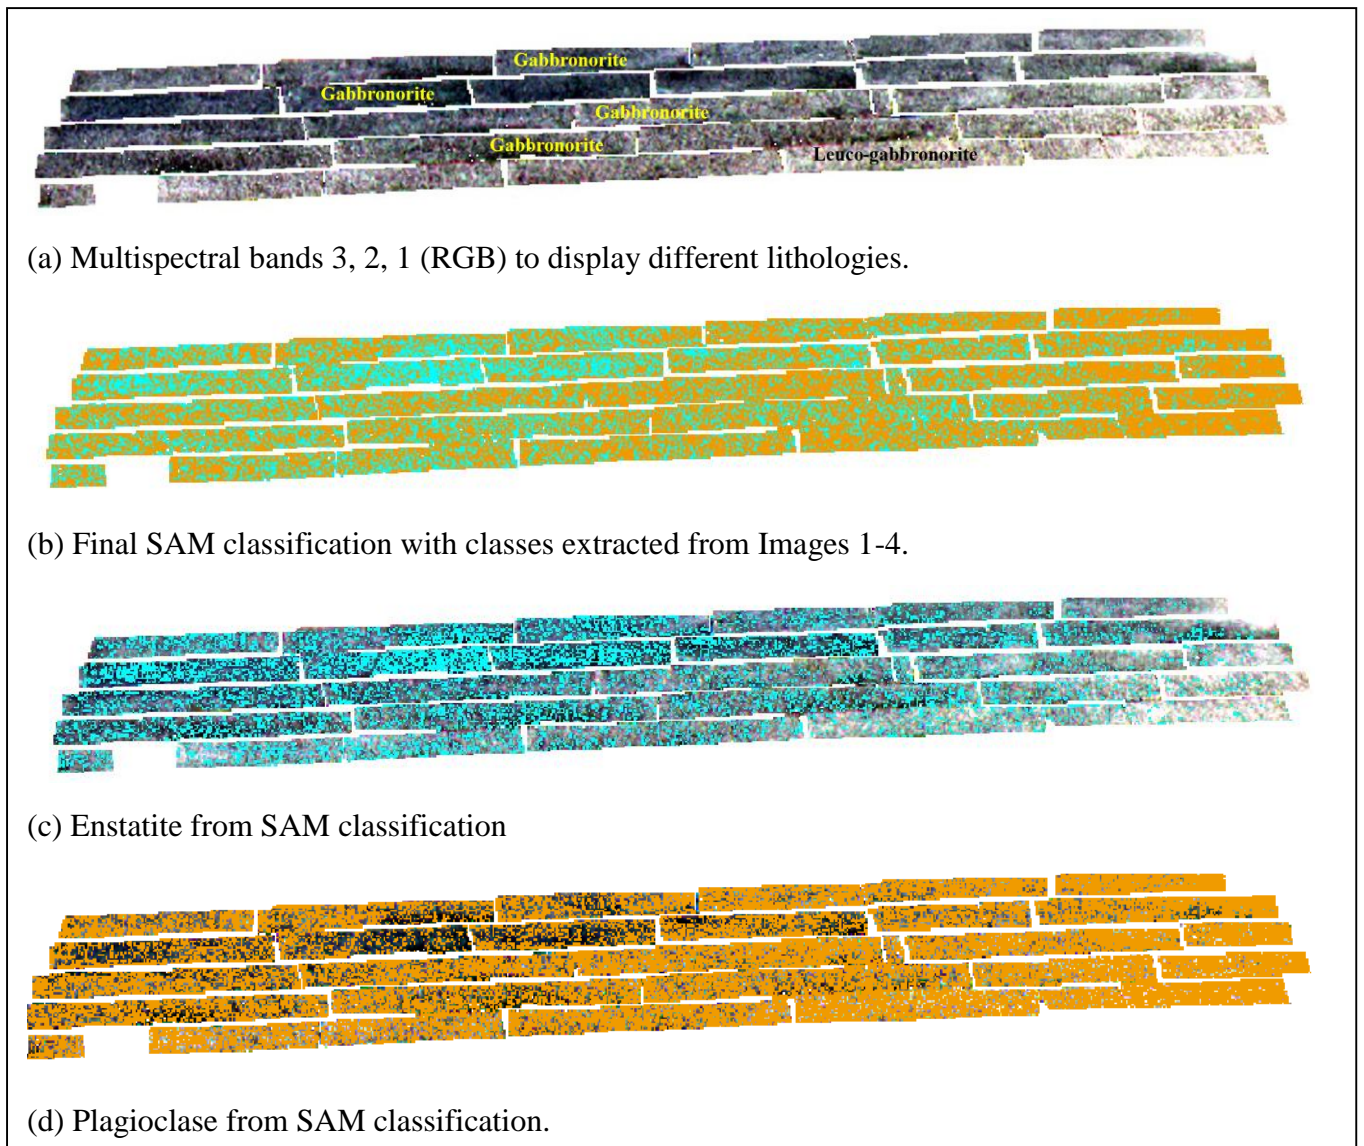 Gabbronorite
Gabbronorite
Gabbronorite
Gabbronorite
Leuco-gabbronorite
(a) Multispectral bands 3, 2, 1 (RGB) to display different lithologies.
(b) Final SAM classification with classes extracted from Images 1-4.
(c) Enstatite from SAM classification
(d) Plagioclase from SAM classification.